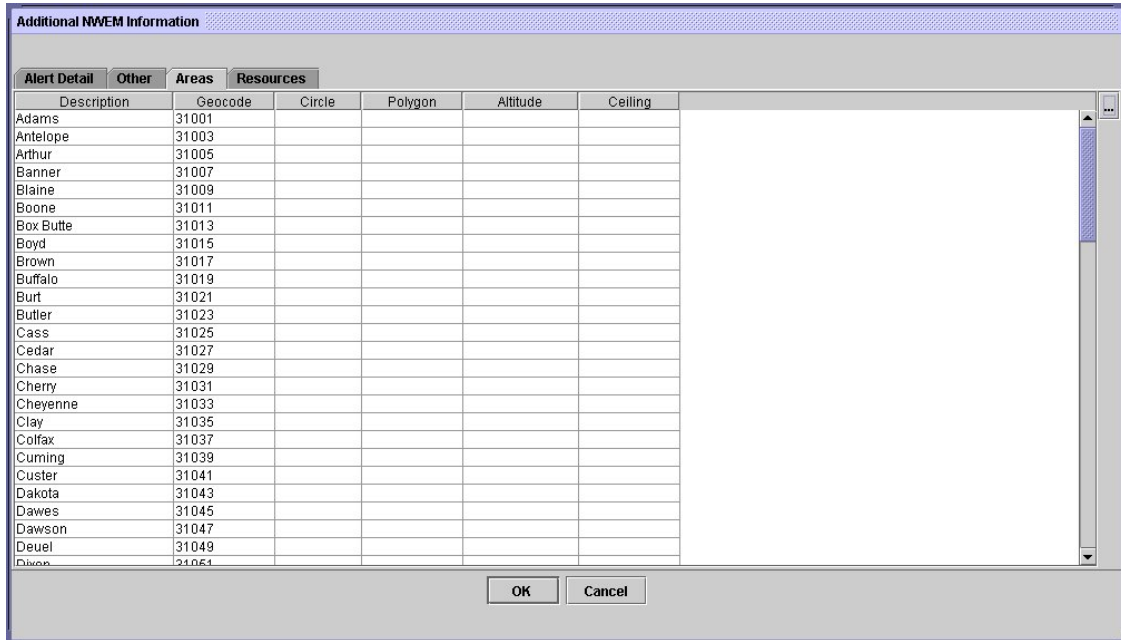 Additional NWEM Information
Alert Detail Other Areas Resources
Description Geocode Circle Polygon Altitude Ceiling
...
Adams 31001
Antelope 31003
Arthur 31005
Banner 31007
Blaine 31009
Boone 31011
Box Butte 31013
Boyd 31015
Brown 31017
Buffalo 31019
Burt 31021
Butler 31023
Cass 31025
Cedar 31027
Chase 31029
Cherry 31031
Cheyenne 31033
Clay 31035
Colfax 31037
Cuming 31039
Custer 31041
Dakota 31043
Dawes 31045
Dawson 31047
Deuel 31049
Dixon 31051
OK Cancel